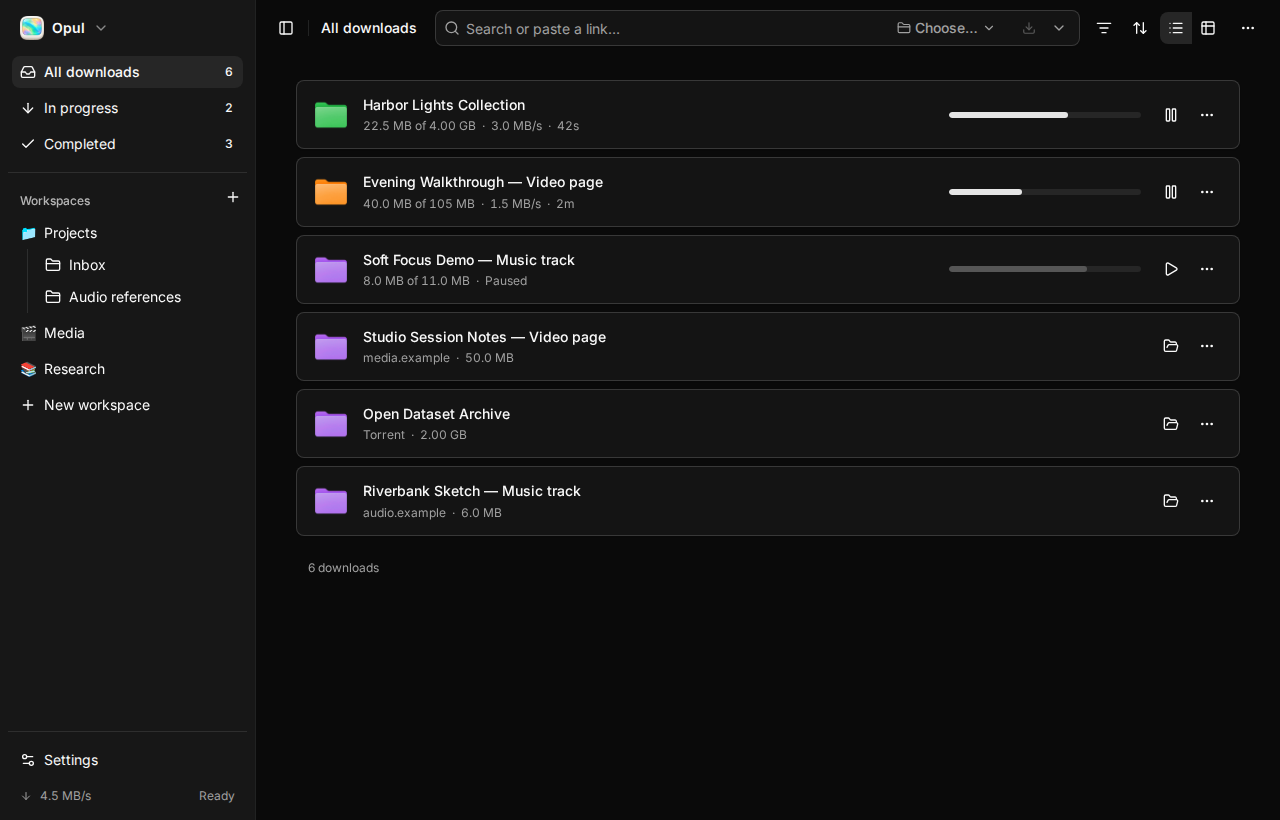 Opul
All downloads 6
In progress 2
Completed 3
Workspaces
Projects
Inbox
Audio references
Media
Research
New workspace
Settings
4.5 MB/s Ready
All downloads
Search or paste a link...
Choose...
Harbor Lights Collection
22.5 MB of 4.00 GB · 3.0 MB/s · 42s
Evening Walkthrough — Video page
40.0 MB of 105 MB · 1.5 MB/s · 2m
Soft Focus Demo — Music track
8.0 MB of 11.0 MB · Paused
Studio Session Notes — Video page
media.example · 50.0 MB
Open Dataset Archive
Torrent · 2.00 GB
Riverbank Sketch — Music track
audio.example · 6.0 MB
6 downloads